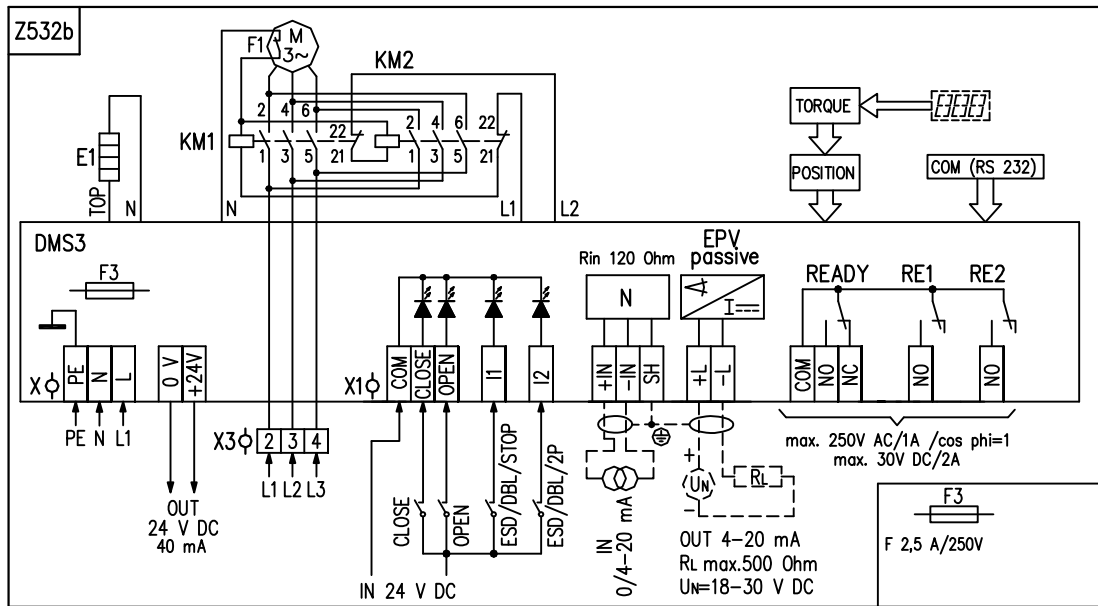 Z532b
F1
M
3~
KM2
2 4 6
22
2 4 6 22
KM1
1 3 5
21
1 3 5 21
E1
TOP
N
N
L1
L2
TORQUE
POSITION
COM (RS 232)
DMS3
F3
Rin 120 Ohm
N
EPV
passive
I
READY
RE1
RE2
X
PE
N
L
0 V
+24V
X1
COM
CLOSE
OPEN
I1
I2
+IN
-IN
SH
+L
-L
COM
NO
NC
NO
NO
PE N L1
X3
2 3 4
L1 L2 L3
OUT
24 V DC
40 mA
CLOSE
OPEN
ESD/DBL/STOP
ESD/DBL/2P
IN 24 V DC
IN
0/4-20 mA
+
UN
-
RL
OUT 4-20 mA
RL max.500 Ohm
UN=18-30 V DC
max. 250V AC/1A /cos phi=1
max. 30V DC/2A
F3
F 2,5 A/250V